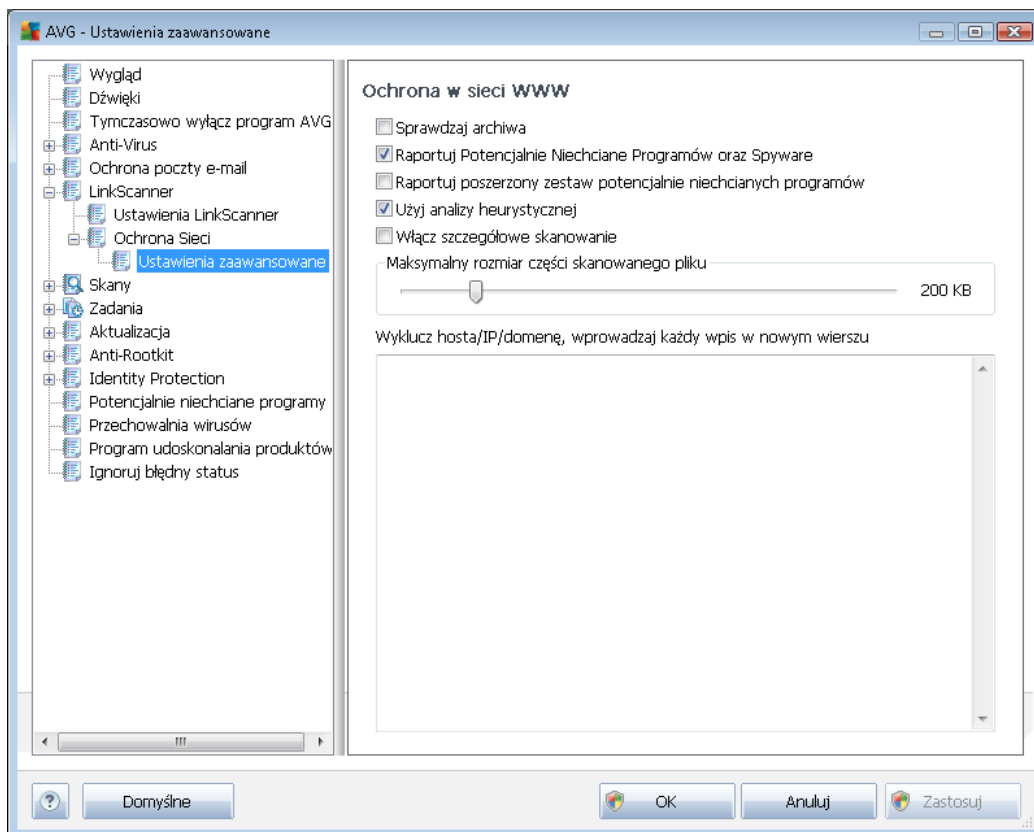 AVG - Ustawienia zaawansowane
Wygląd
Dźwięki
Tymczasowo wyłącz program AVG
Anti-Virus
Ochrona poczty e-mail
LinkScanner
Ustawienia LinkScanner
Ochrona Sieci
Ustawienia zaawansowane
Skany
Zadania
Aktualizacja
Anti-Rootkit
Identity Protection
Potencjalnie niechciane programy
Przechowalnia wirusów
Program udoskonalania produktów
Ignoruj błędny status
Ochrona w sieci WWW
Sprawdzaj archiwa
Raportuj Potencjalnie Niechciane Programów oraz Spyware
Raportuj poszerzony zestaw potencjalnie niechcianych programów
Użyj analizy heurystycznej
Włącz szczegółowe skanowanie
Maksymalny rozmiar części skanowanego pliku
200 KB
Wyklucz hosta/IP/domenę, wprowadzaj każdy wpis w nowym wierszu
?
Domyślne
OK
Anuluj
Zastosuj